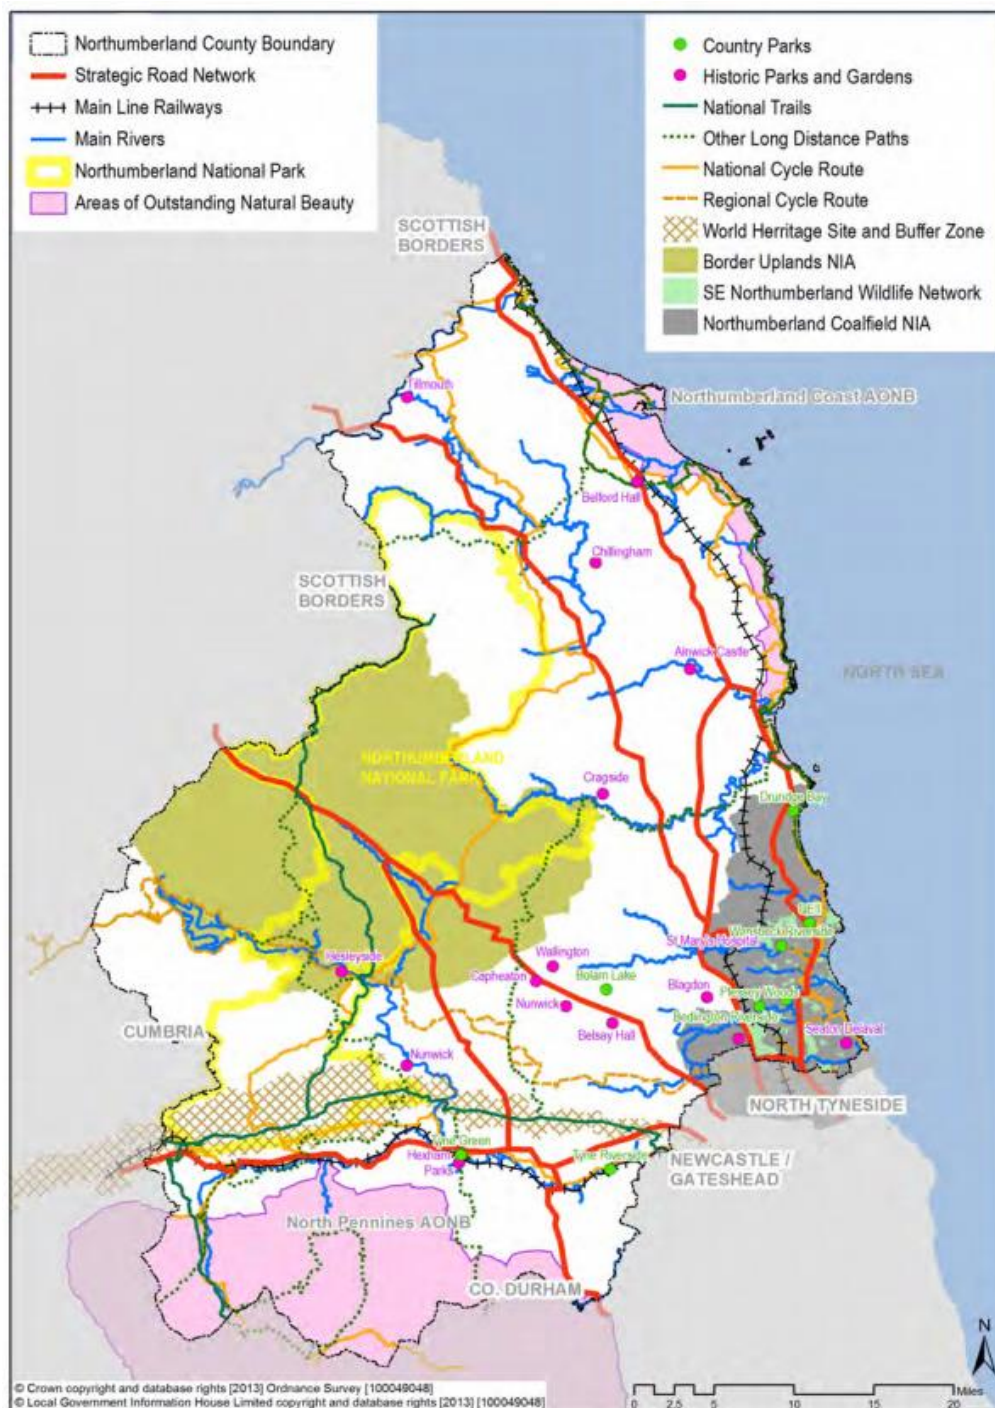 Northumberland County Boundary
Strategic Road Network
Main Line Railways
Main Rivers
Northumberland National Park
Areas of Outstanding Natural Beauty
Country Parks
Historic Parks and Gardens
National Trails
Other Long Distance Paths
National Cycle Route
Regional Cycle Route
World Herritage Site and Buffer Zone
Border Uplands NIA
SE Northumberland Wildlife Network
Northumberland Coalfield NIA
SCOTTISH
BORDERS
Tillmouth
Northumberland Coast AONB
Belford Hall
Chillingham
SCOTTISH
BORDERS
Alnwick Castle
NORTH SEA
NORTHUMBERLAND
NATIONAL PARK
Cragside
Druridge Bay
QE11
Wansbeck Riverside
St Mary's Hospital
Wallington
Hesleyside
Capheaton
Bolam Lake
Blagdon
Plessey Woods
Nunwick
Bedlington Riverside
Belsay Hall
Seaton Delaval
CUMBRIA
Nunwick
NORTH TYNESIDE
Tyne Green
Hexham
Parks
Tyne Riverside
NEWCASTLE /
GATESHEAD
North Pennines AONB
CO. DURHAM
N
© Crown copyright and database rights [2013] Ordnance Survey [100049048]
© Local Government Information House Limited copyright and database rights [2013] [100049048]
0 2.5 5 10 15 20
Miles